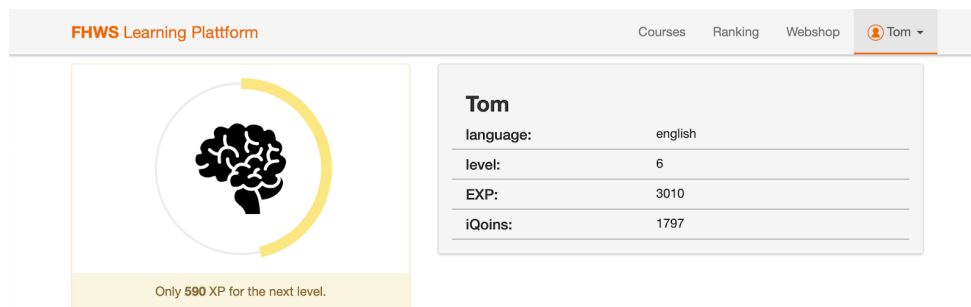 FHWS Learning Plattform
Courses Ranking Webshop Tom
Only 590 XP for the next level.
Tom
language: english
level: 6
EXP: 3010
iQoins: 1797